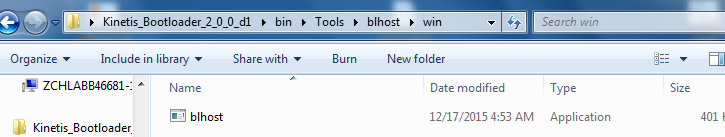 Kinetis_Bootloader_2_0_0_d1 bin Tools blhost win Search win
Organize Include in library Share with Burn New folder
ZCHLABB46681-1 Name Date modified Type Size
blhost 12/17/2015 4:53 AM Application 401
Kinetis_Bootloader_